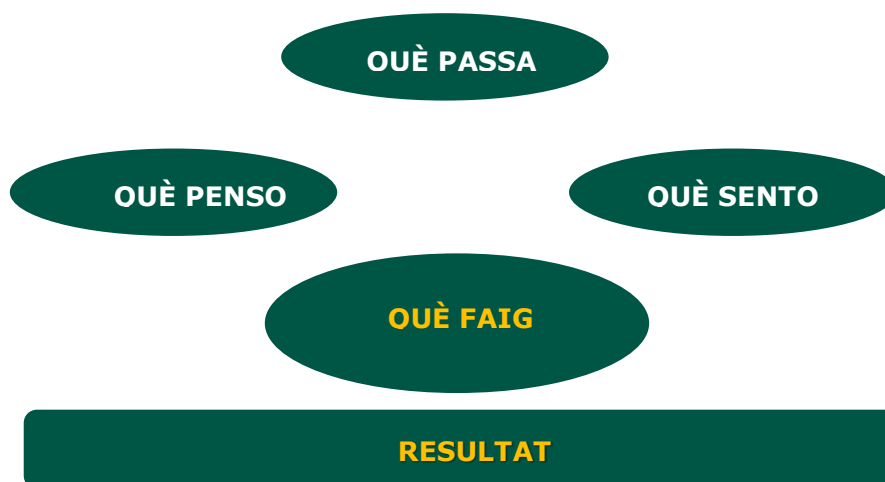 QUÈ PASSA
QUÈ PENSO
QUÈ SENTO
QUÈ FAIG
RESULTAT